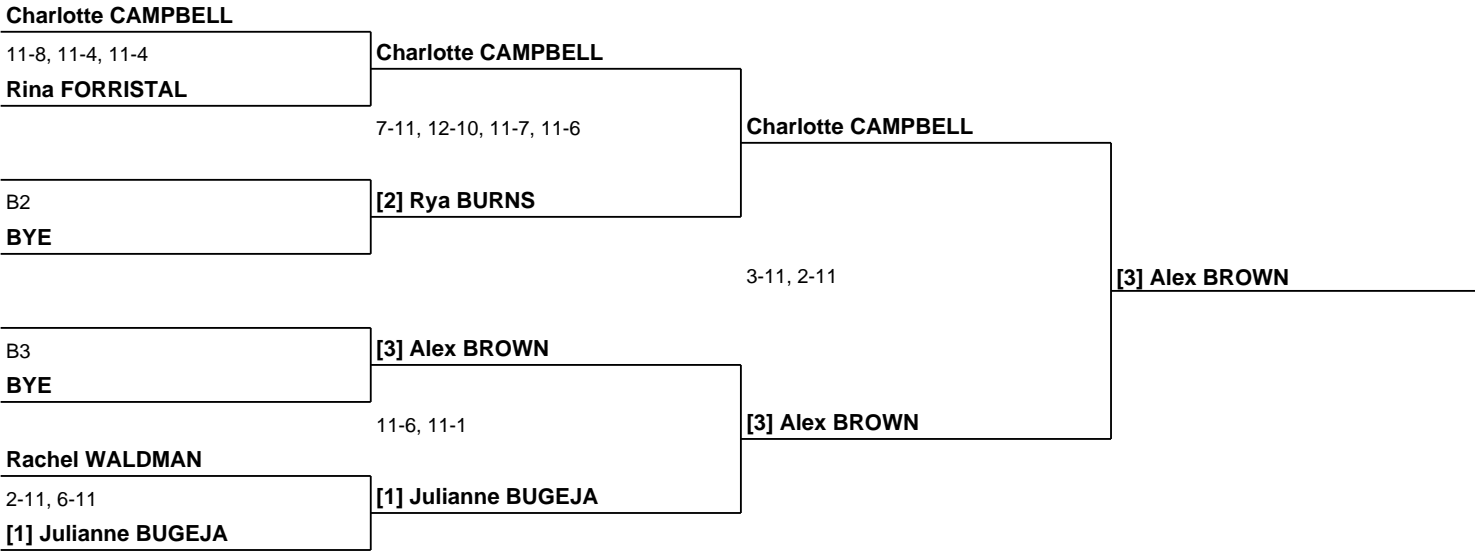 Charlotte CAMPBELL
11-8, 11-4, 11-4
Charlotte CAMPBELL
Rina FORRISTAL
7-11, 12-10, 11-7, 11-6
Charlotte CAMPBELL
B2
[2] Rya BURNS
BYE
3-11, 2-11
[3] Alex BROWN
B3
[3] Alex BROWN
BYE
11-6, 11-1
[3] Alex BROWN
Rachel WALDMAN
2-11, 6-11
[1] Julianne BUGEJA
[1] Julianne BUGEJA